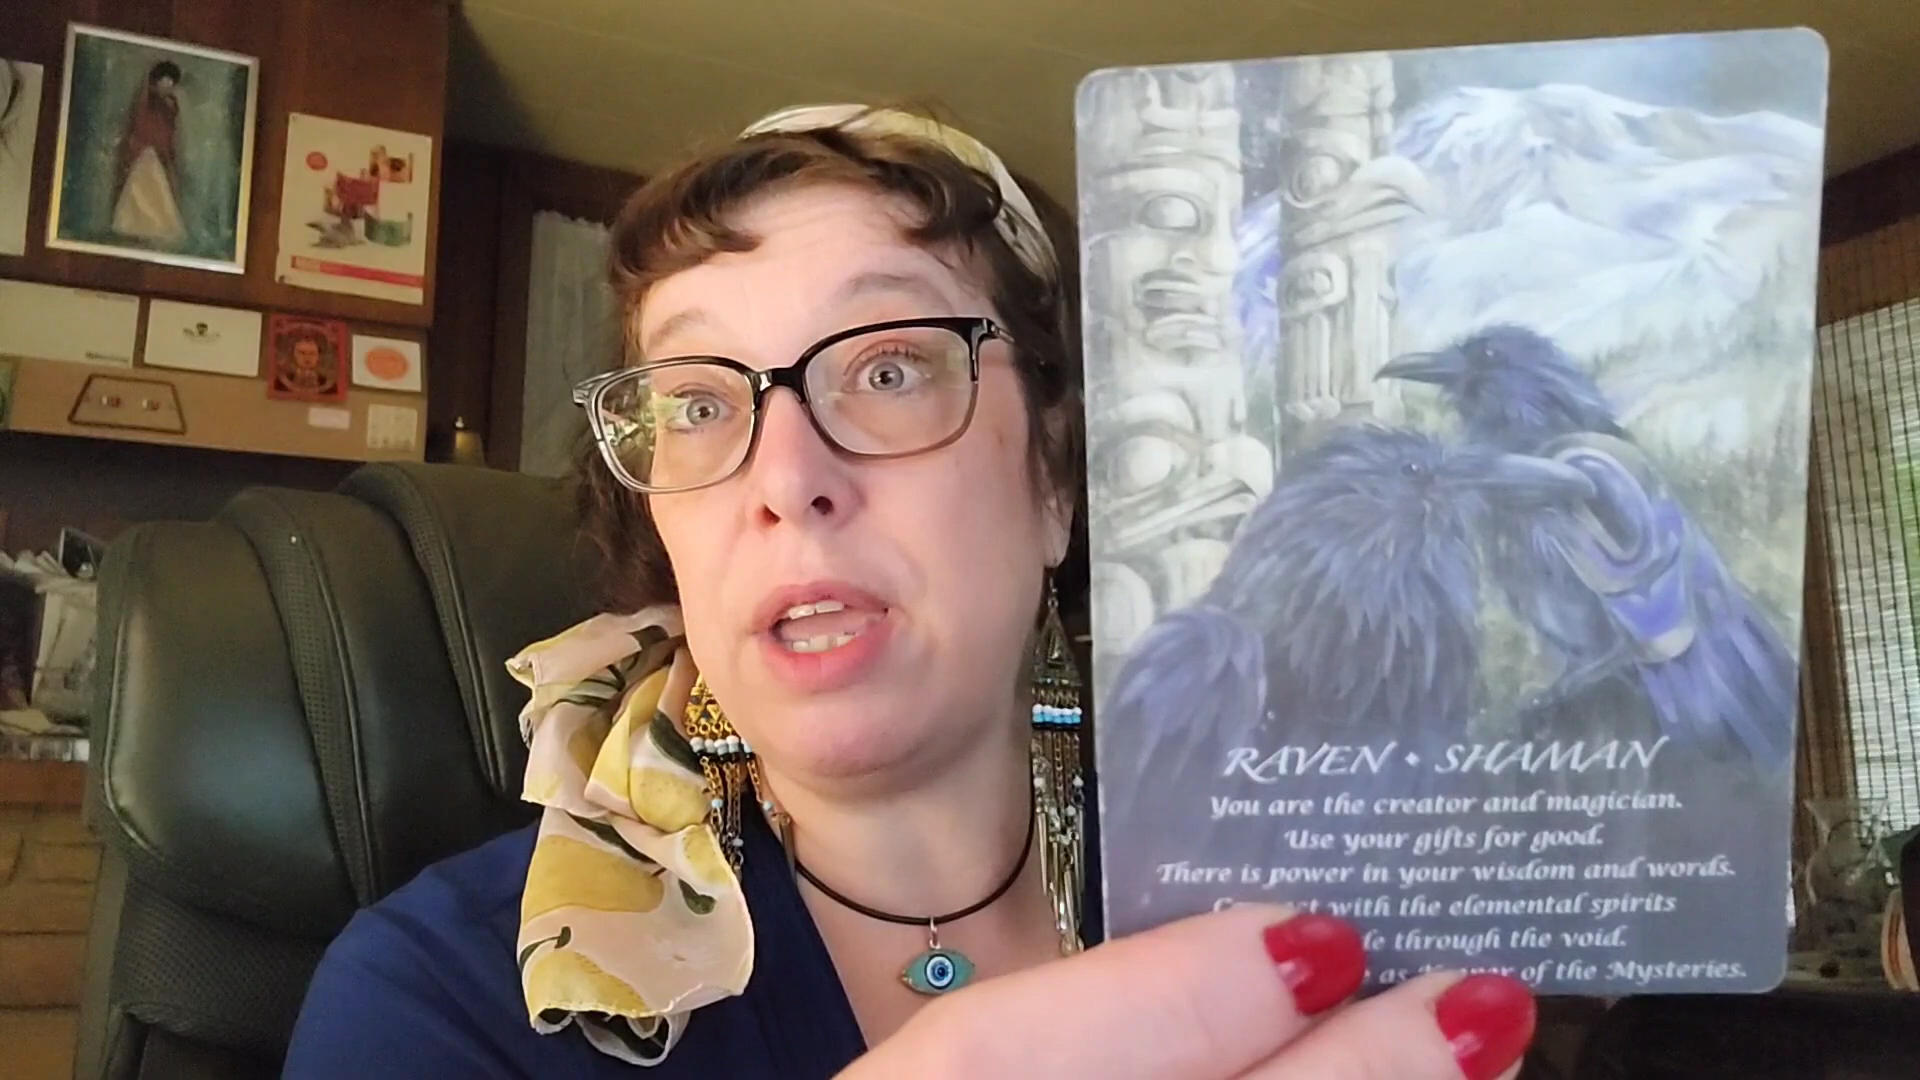 RAVEN • SHAMAN
You are the creator and magician.
Use your gifts for good.
There is power in your wisdom and words.
with the elemental spirits
through the void.
as of the Mysteries.